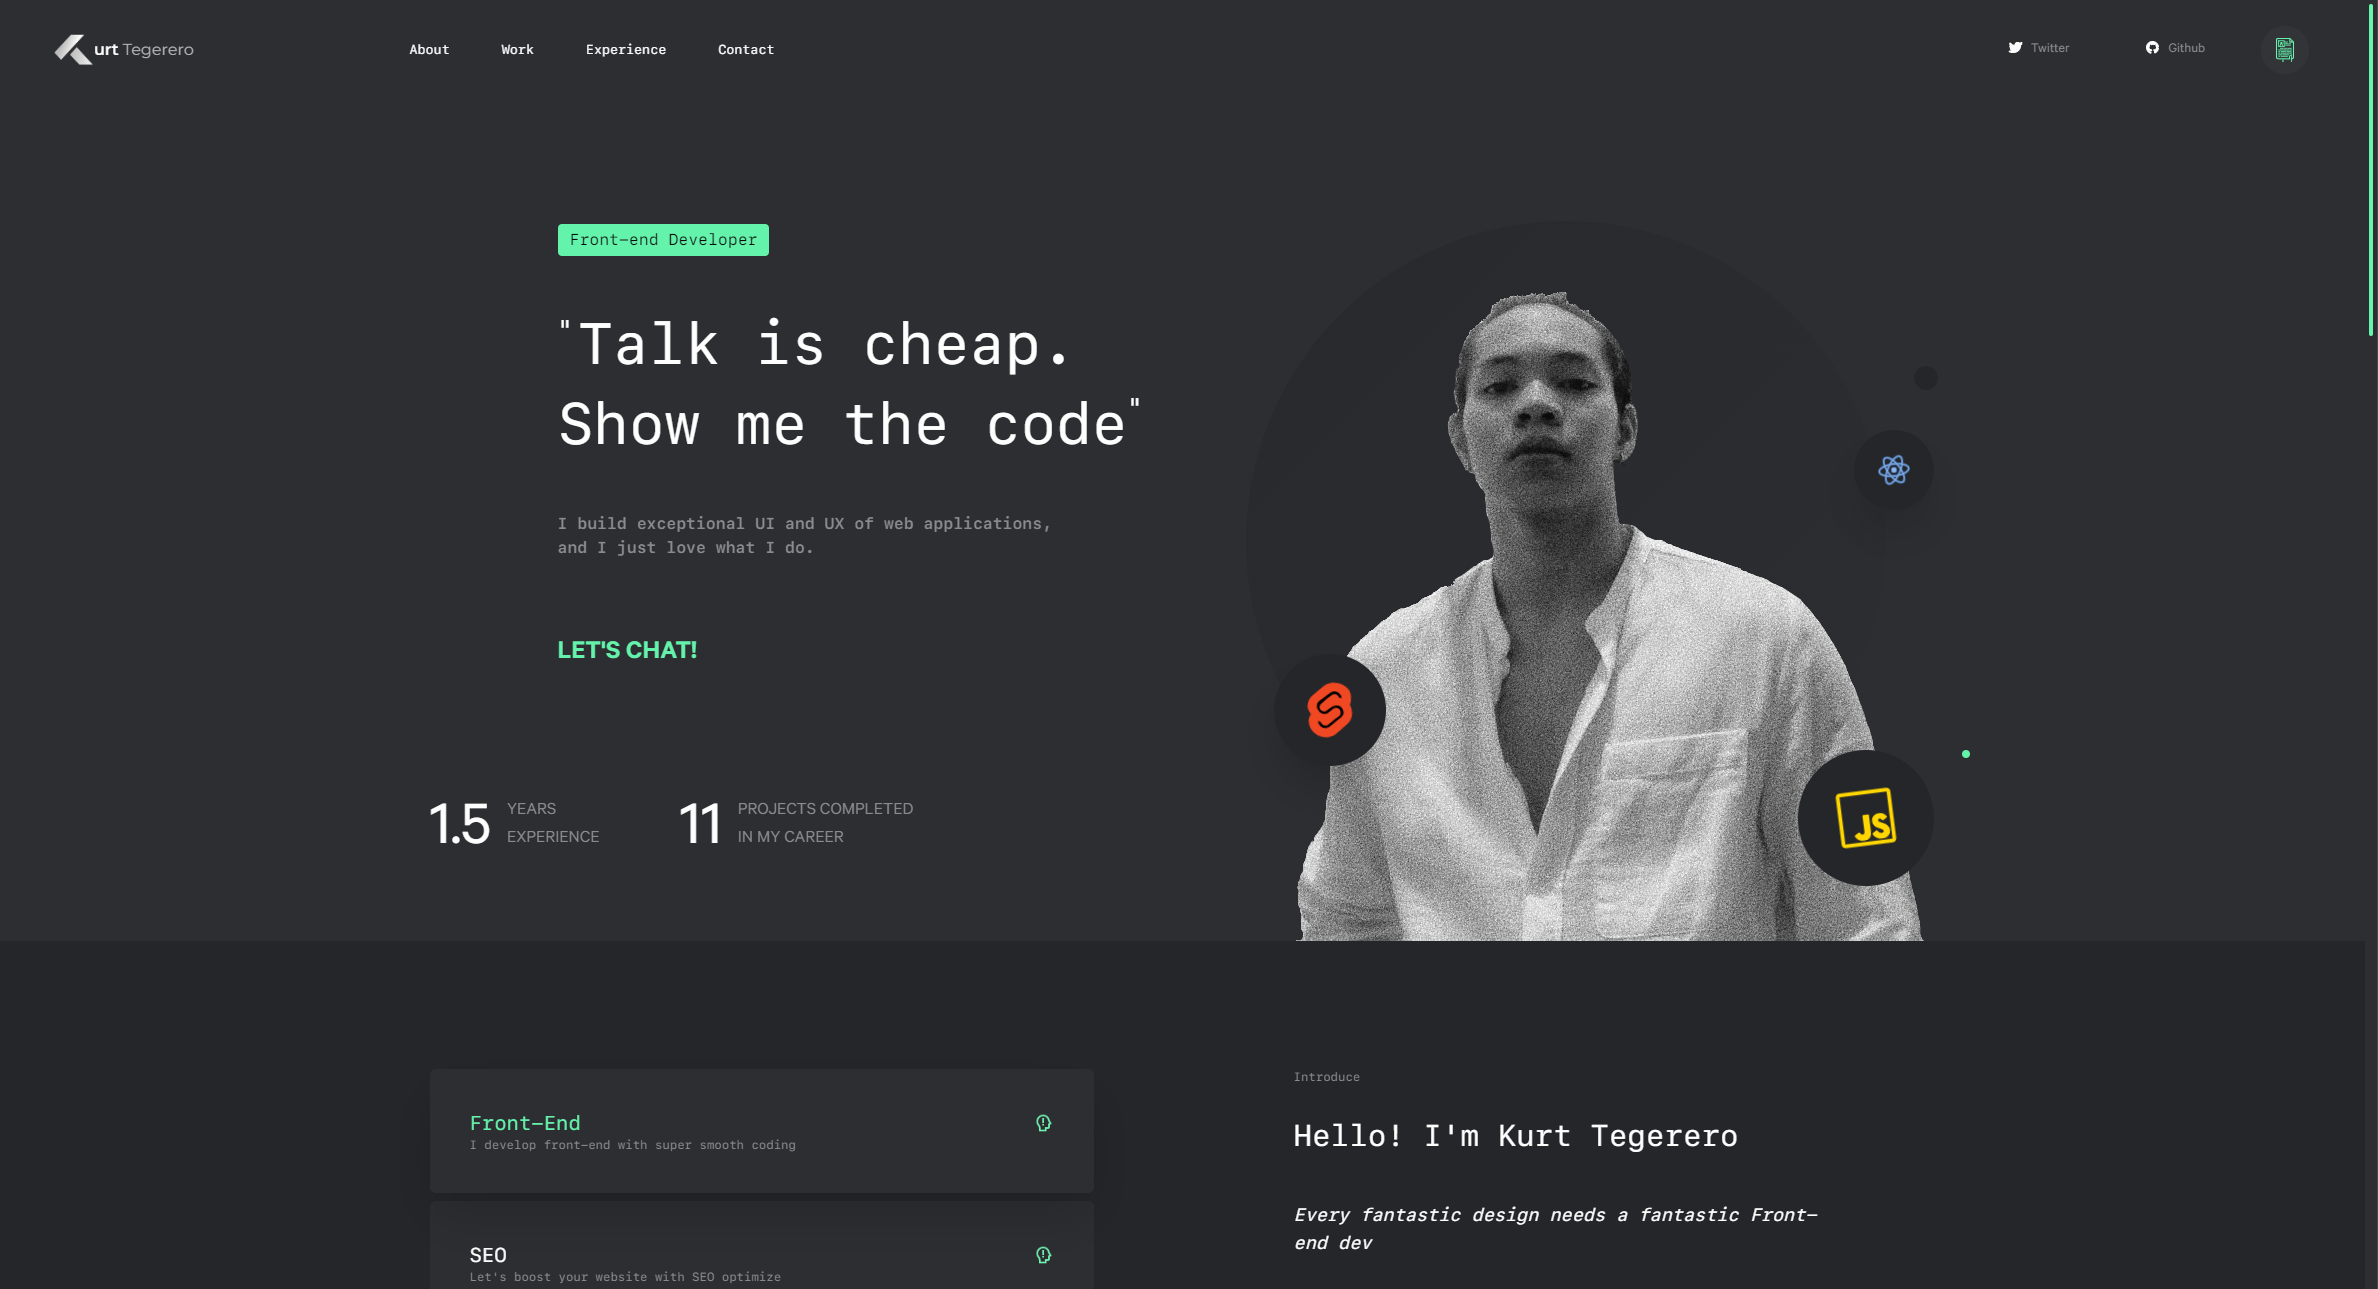 urt Tegerero
About
Work
Experience
Contact
Twitter
Github
Front-end Developer
"Talk is cheap.
Show me the code"
I build exceptional UI and UX of web applications,
and I just love what I do.
LET'S CHAT!
1.5
YEARS
EXPERIENCE
11
PROJECTS COMPLETED
IN MY CAREER
JS
Front-End
I develop front-end with super smooth coding
SEO
Let's boost your website with SEO optimize
Introduce
Hello! I'm Kurt Tegerero
Every fantastic design needs a fantastic Front-
end dev